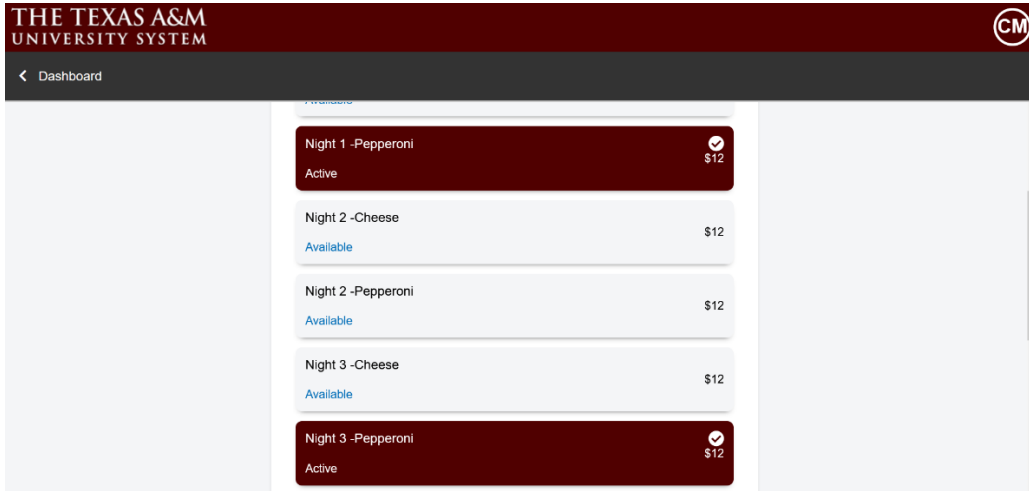 THE TEXAS A&M
UNIVERSITY SYSTEM
CM
Dashboard
Available
Night 1 -Pepperoni
$12
Active
Night 2 -Cheese
$12
Available
Night 2 -Pepperoni
$12
Available
Night 3 -Cheese
$12
Available
Night 3 -Pepperoni
$12
Active